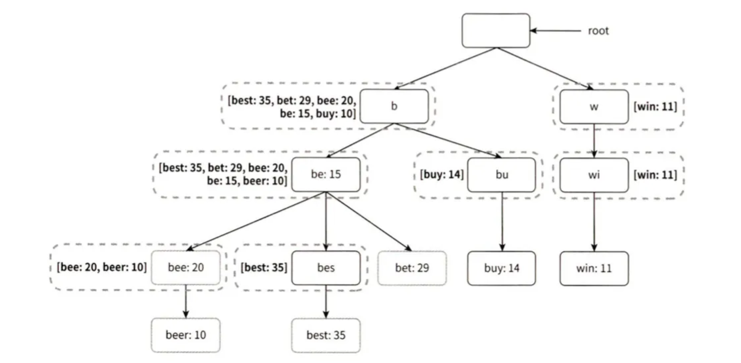 root
[best: 35, bet: 29, bee: 20,
be: 15, buy: 10]
b
w
[win: 11]
[best: 35, bet: 29, bee: 20,
be: 15, beer: 10]
be: 15
[buy: 14]
bu
wi
[win: 11]
[bee: 20, beer: 10]
bee: 20
[best: 35]
bes
bet: 29
buy: 14
win: 11
beer: 10
best: 35